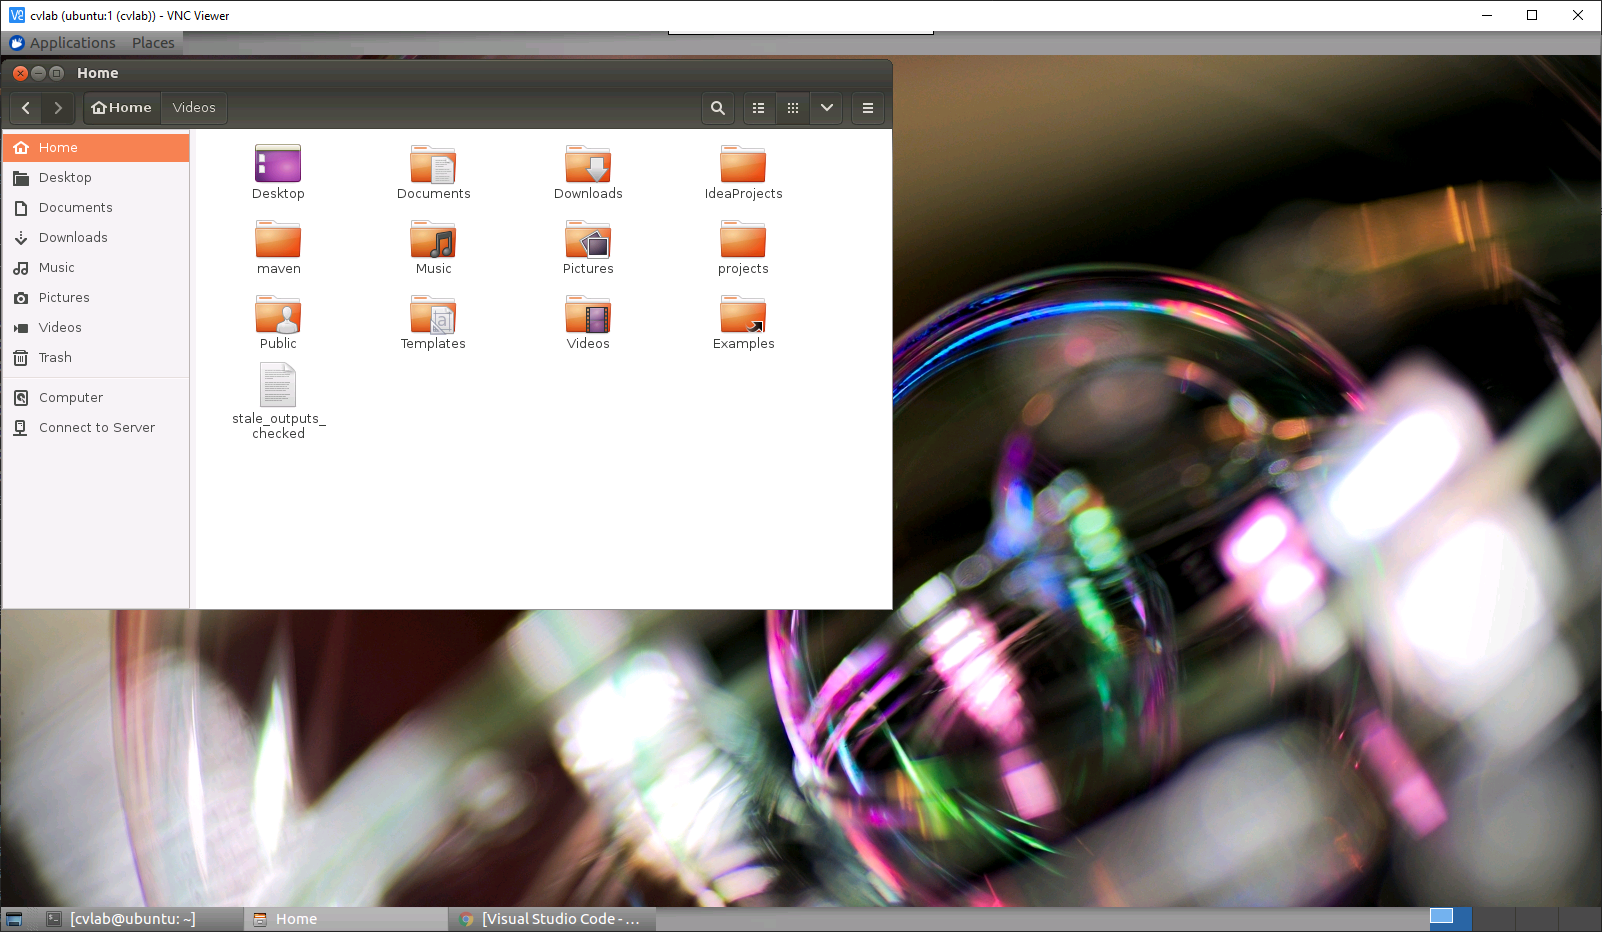 cvlab (ubuntu:1 (cvlab)) - VNC Viewer
Applications Places
Home
Home Videos
Home
Desktop
Documents
Downloads
Music
Pictures
Videos
Trash
Computer
Connect to Server
Desktop Documents Downloads IdeaProjects
maven Music Pictures projects
Public Templates Videos Examples
stale_outputs_
checked
[cvlab@ubuntu: ~] Home [Visual Studio Code - ...